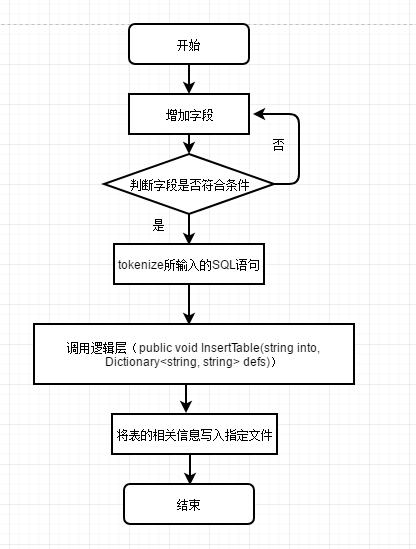 开始
增加字段
否
判断字段是否符合条件
是
tokenize所输入的SQL语句
调用逻辑层（public void InsertTable(string into,
Dictionary<string, string> defs)）
将表的相关信息写入指定文件
结束